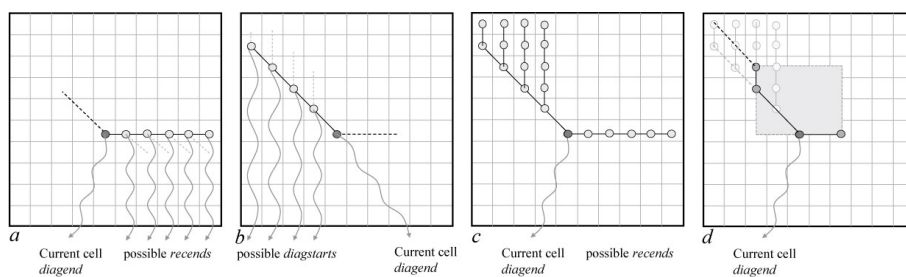 a
Current cell
diagend
possible recends
b
possible diagstarts
Current cell
diagend
c
Current cell
diagend
possible recends
d
Current cell
diagend